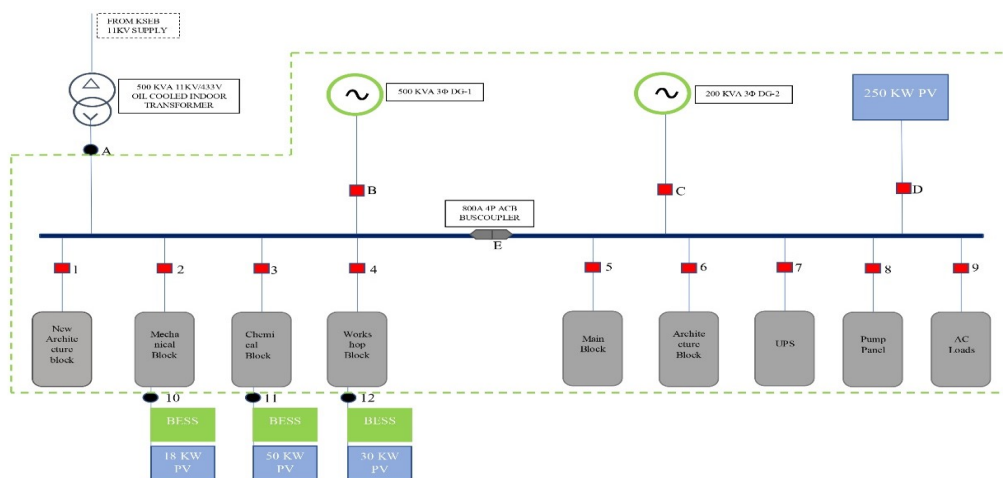 FROM KSEB
11KV SUPPLY
500 KVA 11KV/433V
OIL COOLED INDOOR
TRANSFORMER
500 KVA 3Φ DG-1
200 KVA 3Φ DG-2
250 KW PV
A
B
C
D
800A 4P ACB
BUSCOUPLER
E
1
2
3
4
5
6
7
8
9
New
Archite
cture
block
Mecha
nical
Block
Chemi
cal
Block
Works
hop
Block
Main
Block
Archite
cture
Block
UPS
Pump
Panel
AC
Loads
10
11
12
BESS
BESS
BESS
18 KW
PV
50 KW
PV
30 KW
PV